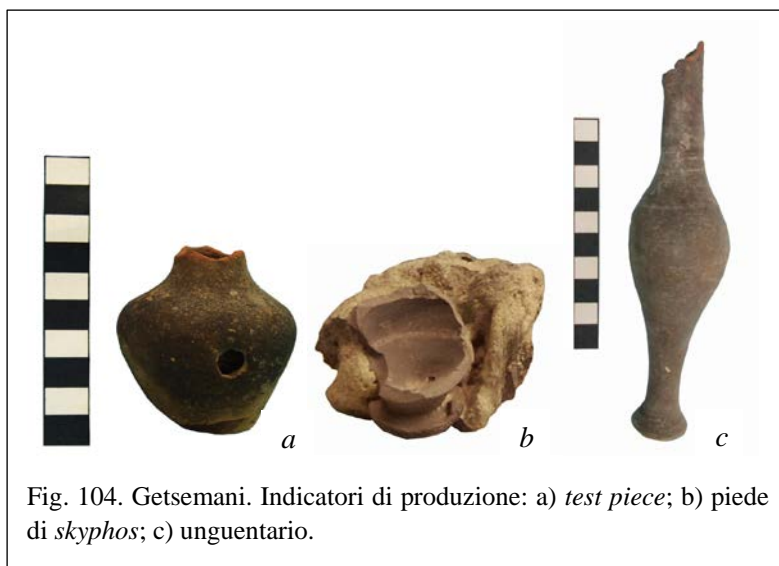 a
b
c
Fig. 104. Getsemani. Indicatori di produzione: a) test piece; b) piede
di skyphos; c) unguentario.